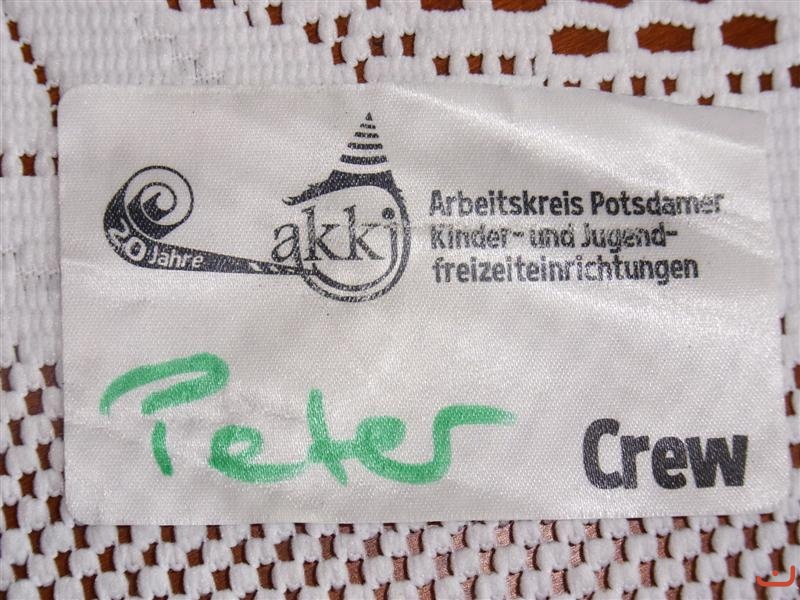 20 Jahre
akki
Arbeitskreis Potsdamer
Kinder- und Jugend-
freizeiteinrichtungen
Peter
Crew